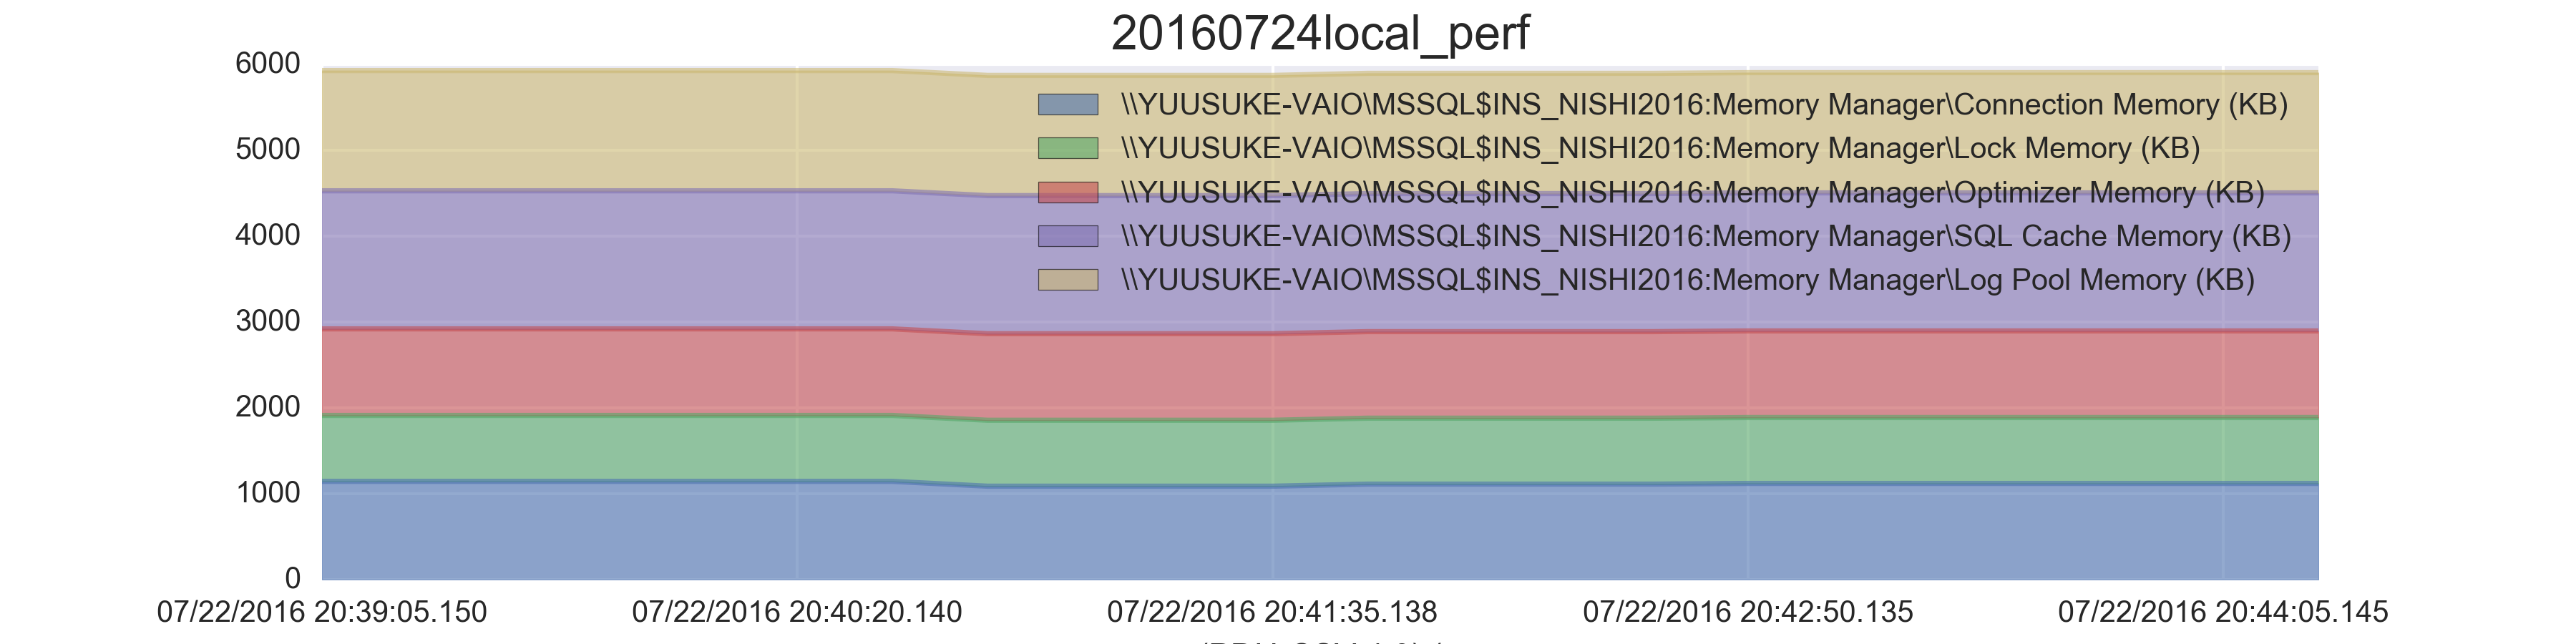 20160724local_perf
6000
5000
4000
3000
2000
1000
0
\\YUUSUKE-VAIO\MSSQL$INS_NISHI2016:Memory Manager\Connection Memory (KB)
\\YUUSUKE-VAIO\MSSQL$INS_NISHI2016:Memory Manager\Lock Memory (KB)
\\YUUSUKE-VAIO\MSSQL$INS_NISHI2016:Memory Manager\Optimizer Memory (KB)
\\YUUSUKE-VAIO\MSSQL$INS_NISHI2016:Memory Manager\SQL Cache Memory (KB)
\\YUUSUKE-VAIO\MSSQL$INS_NISHI2016:Memory Manager\Log Pool Memory (KB)
07/22/2016 20:39:05.150 07/22/2016 20:40:20.140 07/22/2016 20:41:35.138 07/22/2016 20:42:50.135 07/22/2016 20:44:05.145